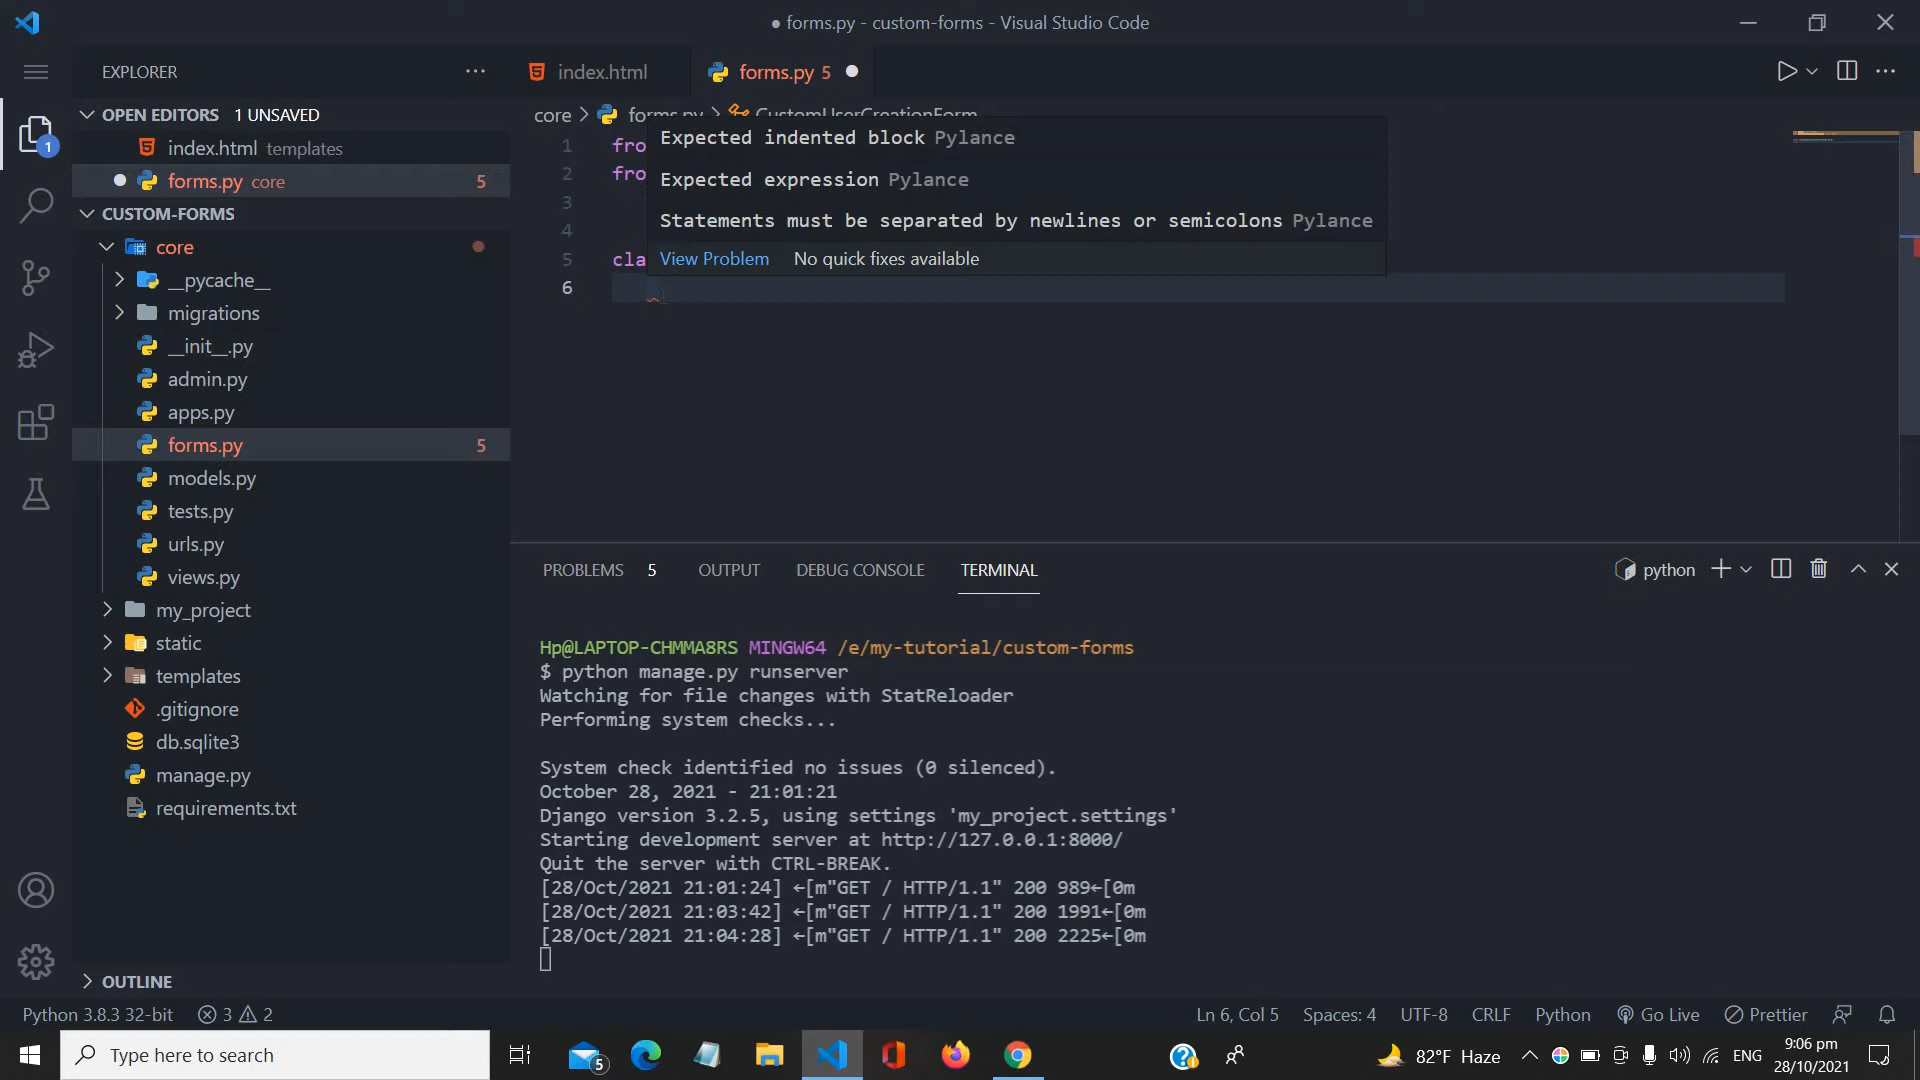 forms.py - custom-forms - Visual Studio Code
EXPLORER
OPEN EDITORS 1 UNSAVED
index.html templates
forms.py core 5
CUSTOM-FORMS
core
__pycache__
migrations
__init__.py
admin.py
apps.py
forms.py 5
models.py
tests.py
urls.py
views.py
my_project
static
templates
.gitignore
db.sqlite3
manage.py
requirements.txt
OUTLINE
1
index.html
forms.py 5
core > forms.py > CustomUserCreationForm
1 fro
2 fro
3
4
5 cla
6
Expected indented block Pylance
Expected expression Pylance
Statements must be separated by newlines or semicolons Pylance
View Problem No quick fixes available
PROBLEMS 5 OUTPUT DEBUG CONSOLE TERMINAL
python
Hp@LAPTOP-CHMMA8RS MINGW64 /e/my-tutorial/custom-forms
$ python manage.py runserver
Watching for file changes with StatReloader
Performing system checks...
System check identified no issues (0 silenced).
October 28, 2021 - 21:01:21
Django version 3.2.5, using settings 'my_project.settings'
Starting development server at http://127.0.0.1:8000/
Quit the server with CTRL-BREAK.
[28/Oct/2021 21:01:24] ←[m"GET / HTTP/1.1" 200 989←[0m
[28/Oct/2021 21:03:42] ←[m"GET / HTTP/1.1" 200 1991←[0m
[28/Oct/2021 21:04:28] ←[m"GET / HTTP/1.1" 200 2225←[0m
Python 3.8.3 32-bit 3 2
Ln 6, Col 5 Spaces: 4 UTF-8 CRLF Python Go Live Prettier
Type here to search
5
82°F Haze
ENG
9:06 pm
28/10/2021